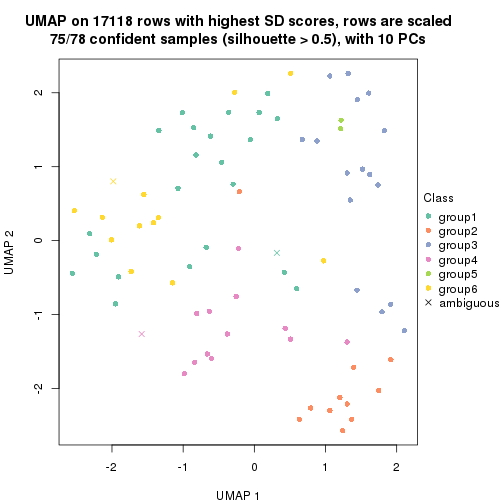 UMAP on 17118 rows with highest SD scores, rows are scaled
75/78 confident samples (silhouette > 0.5), with 10 PCs
2
1
0
-1
-2
UMAP 2
-2
-1
0
1
2
UMAP 1
Class
group1
group2
group3
group4
group5
group6
ambiguous